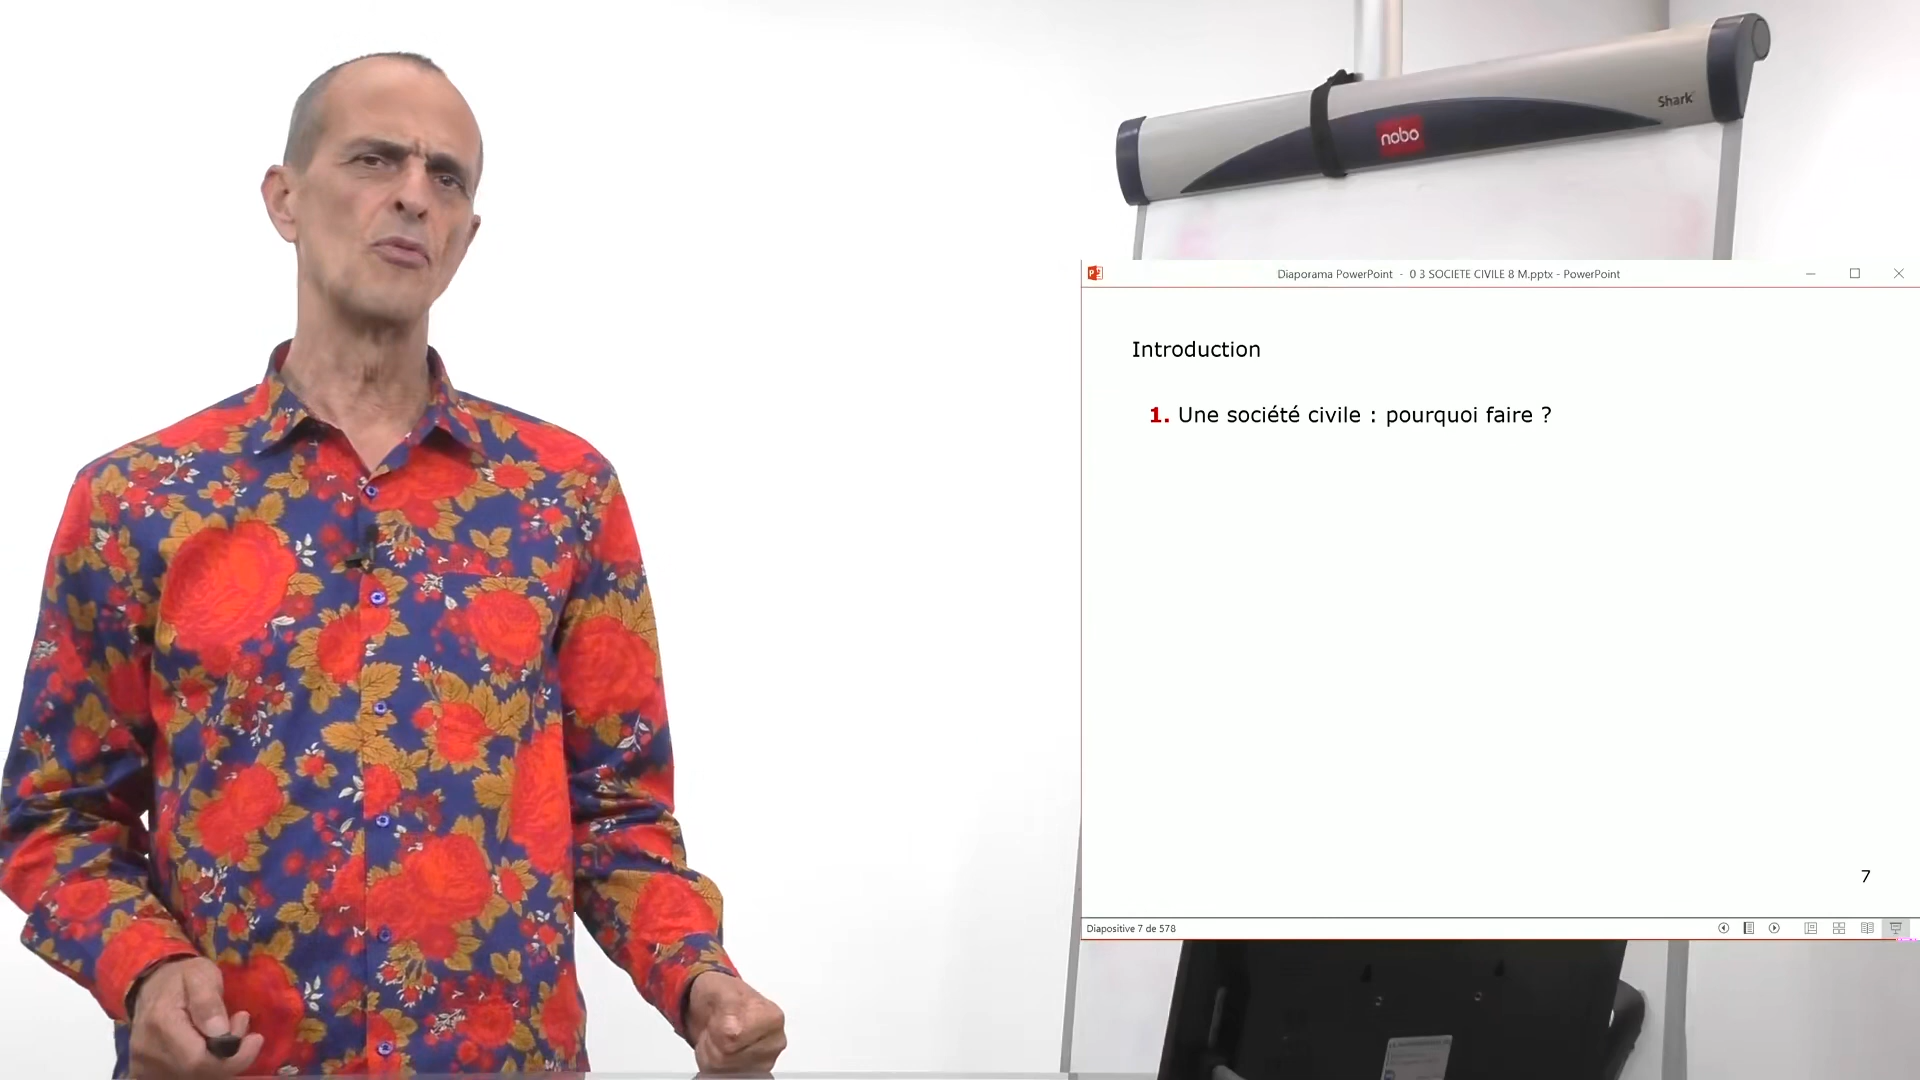 Shark
nobo
Diaporama PowerPoint - 0 3 SOCIETE CIVILE 8 M.pptx - PowerPoint
Introduction
1. Une société civile : pourquoi faire ?
7
Diapositive 7 de 578